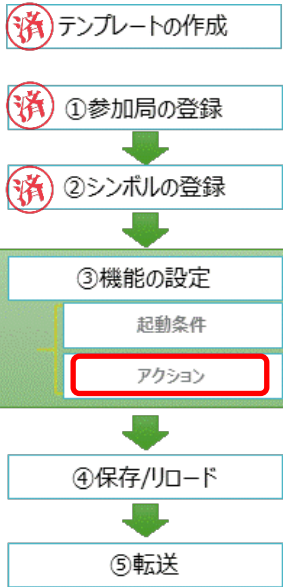 済 テンプレートの作成
済 ①参加局の登録
済 ②シンボルの登録
③機能の設定
起動条件
アクション
④保存/リロード
⑤転送